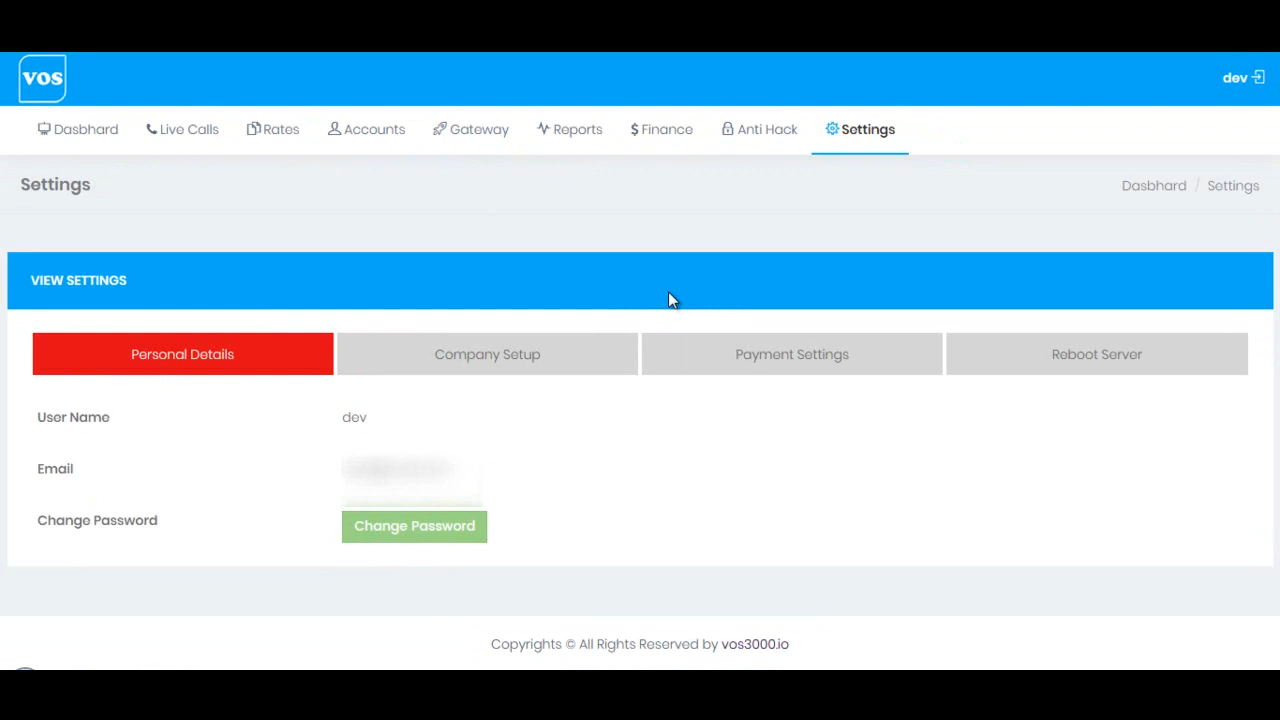 vos
dev
Dasbhard Live Calls Rates Accounts Gateway Reports Finance Anti Hack Settings
Settings
Dasbhard / Settings
VIEW SETTINGS
Personal Details Company Setup Payment Settings Reboot Server
User Name dev
Email
Change Password Change Password
Copyrights © All Rights Reserved by vos3000.io